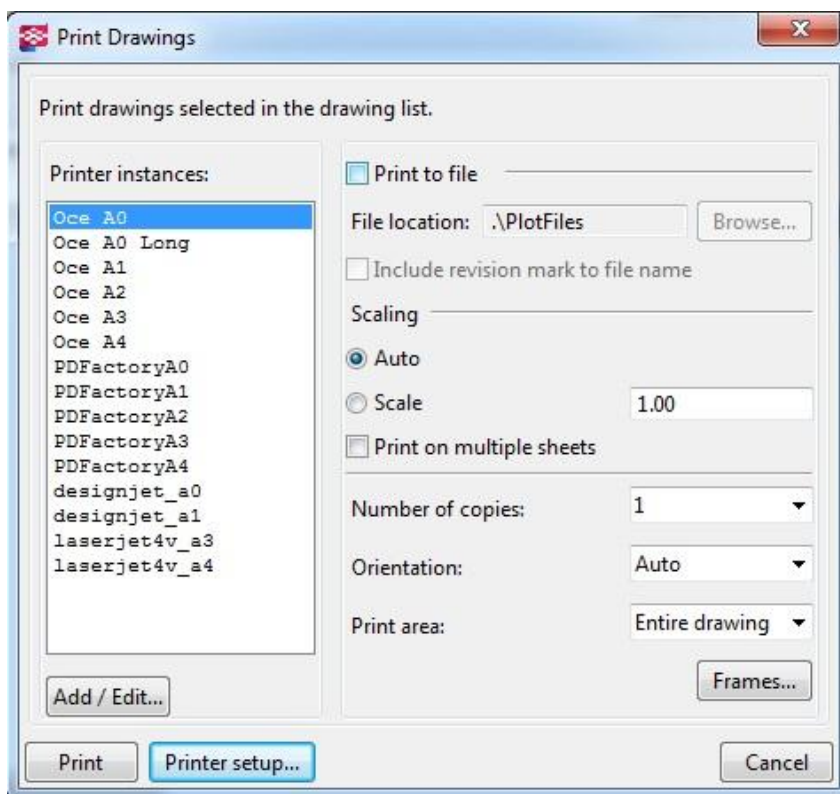 Print Drawings
Print drawings selected in the drawing list.
Printer instances:
Oce A0
Oce A0 Long
Oce A1
Oce A2
Oce A3
Oce A4
PDFactoryA0
PDFactoryA1
PDFactoryA2
PDFactoryA3
PDFactoryA4
designjet_a0
designjet_a1
laserjet4v_a3
laserjet4v_a4
Add / Edit...
Print to file
File location: .\PlotFiles Browse...
Include revision mark to file name
Scaling
Auto
Scale 1.00
Print on multiple sheets
Number of copies: 1
Orientation: Auto
Print area: Entire drawing
Frames...
Print Printer setup... Cancel